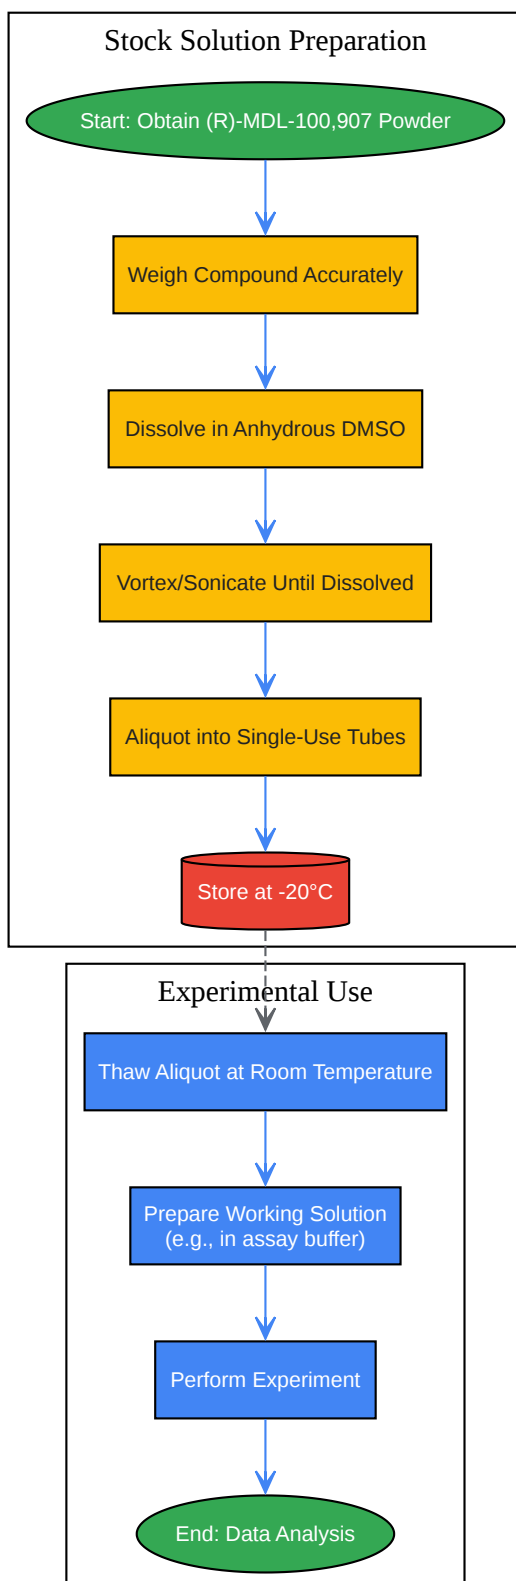 Stock Solution Preparation
Start: Obtain (R)-MDL-100,907 Powder
Weigh Compound Accurately
Dissolve in Anhydrous DMSO
Vortex/Sonicate Until Dissolved
Aliquot into Single-Use Tubes
Store at -20°C
Experimental Use
Thaw Aliquot at Room Temperature
Prepare Working Solution
(e.g., in assay buffer)
Perform Experiment
End: Data Analysis